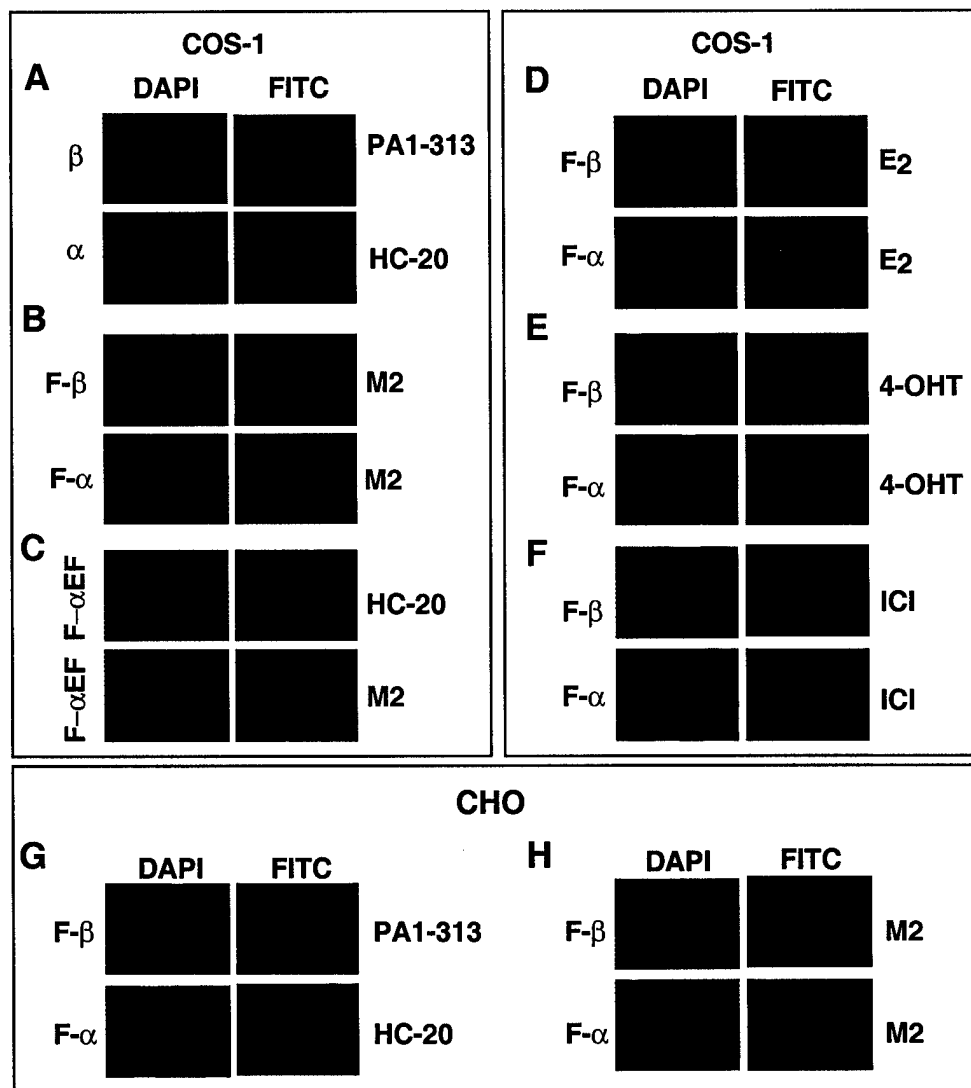 COS-1
A
DAPI FITC
β PA1-313
α HC-20
B
F-β M2
F-α M2
C
F-αEF HC-20
F-αEF M2
COS-1
D
DAPI FITC
F-β E2
F-α E2
E
F-β 4-OHT
F-α 4-OHT
F
F-β ICI
F-α ICI
CHO
G
DAPI FITC
F-β PA1-313
F-α HC-20
H
DAPI FITC
F-β M2
F-α M2